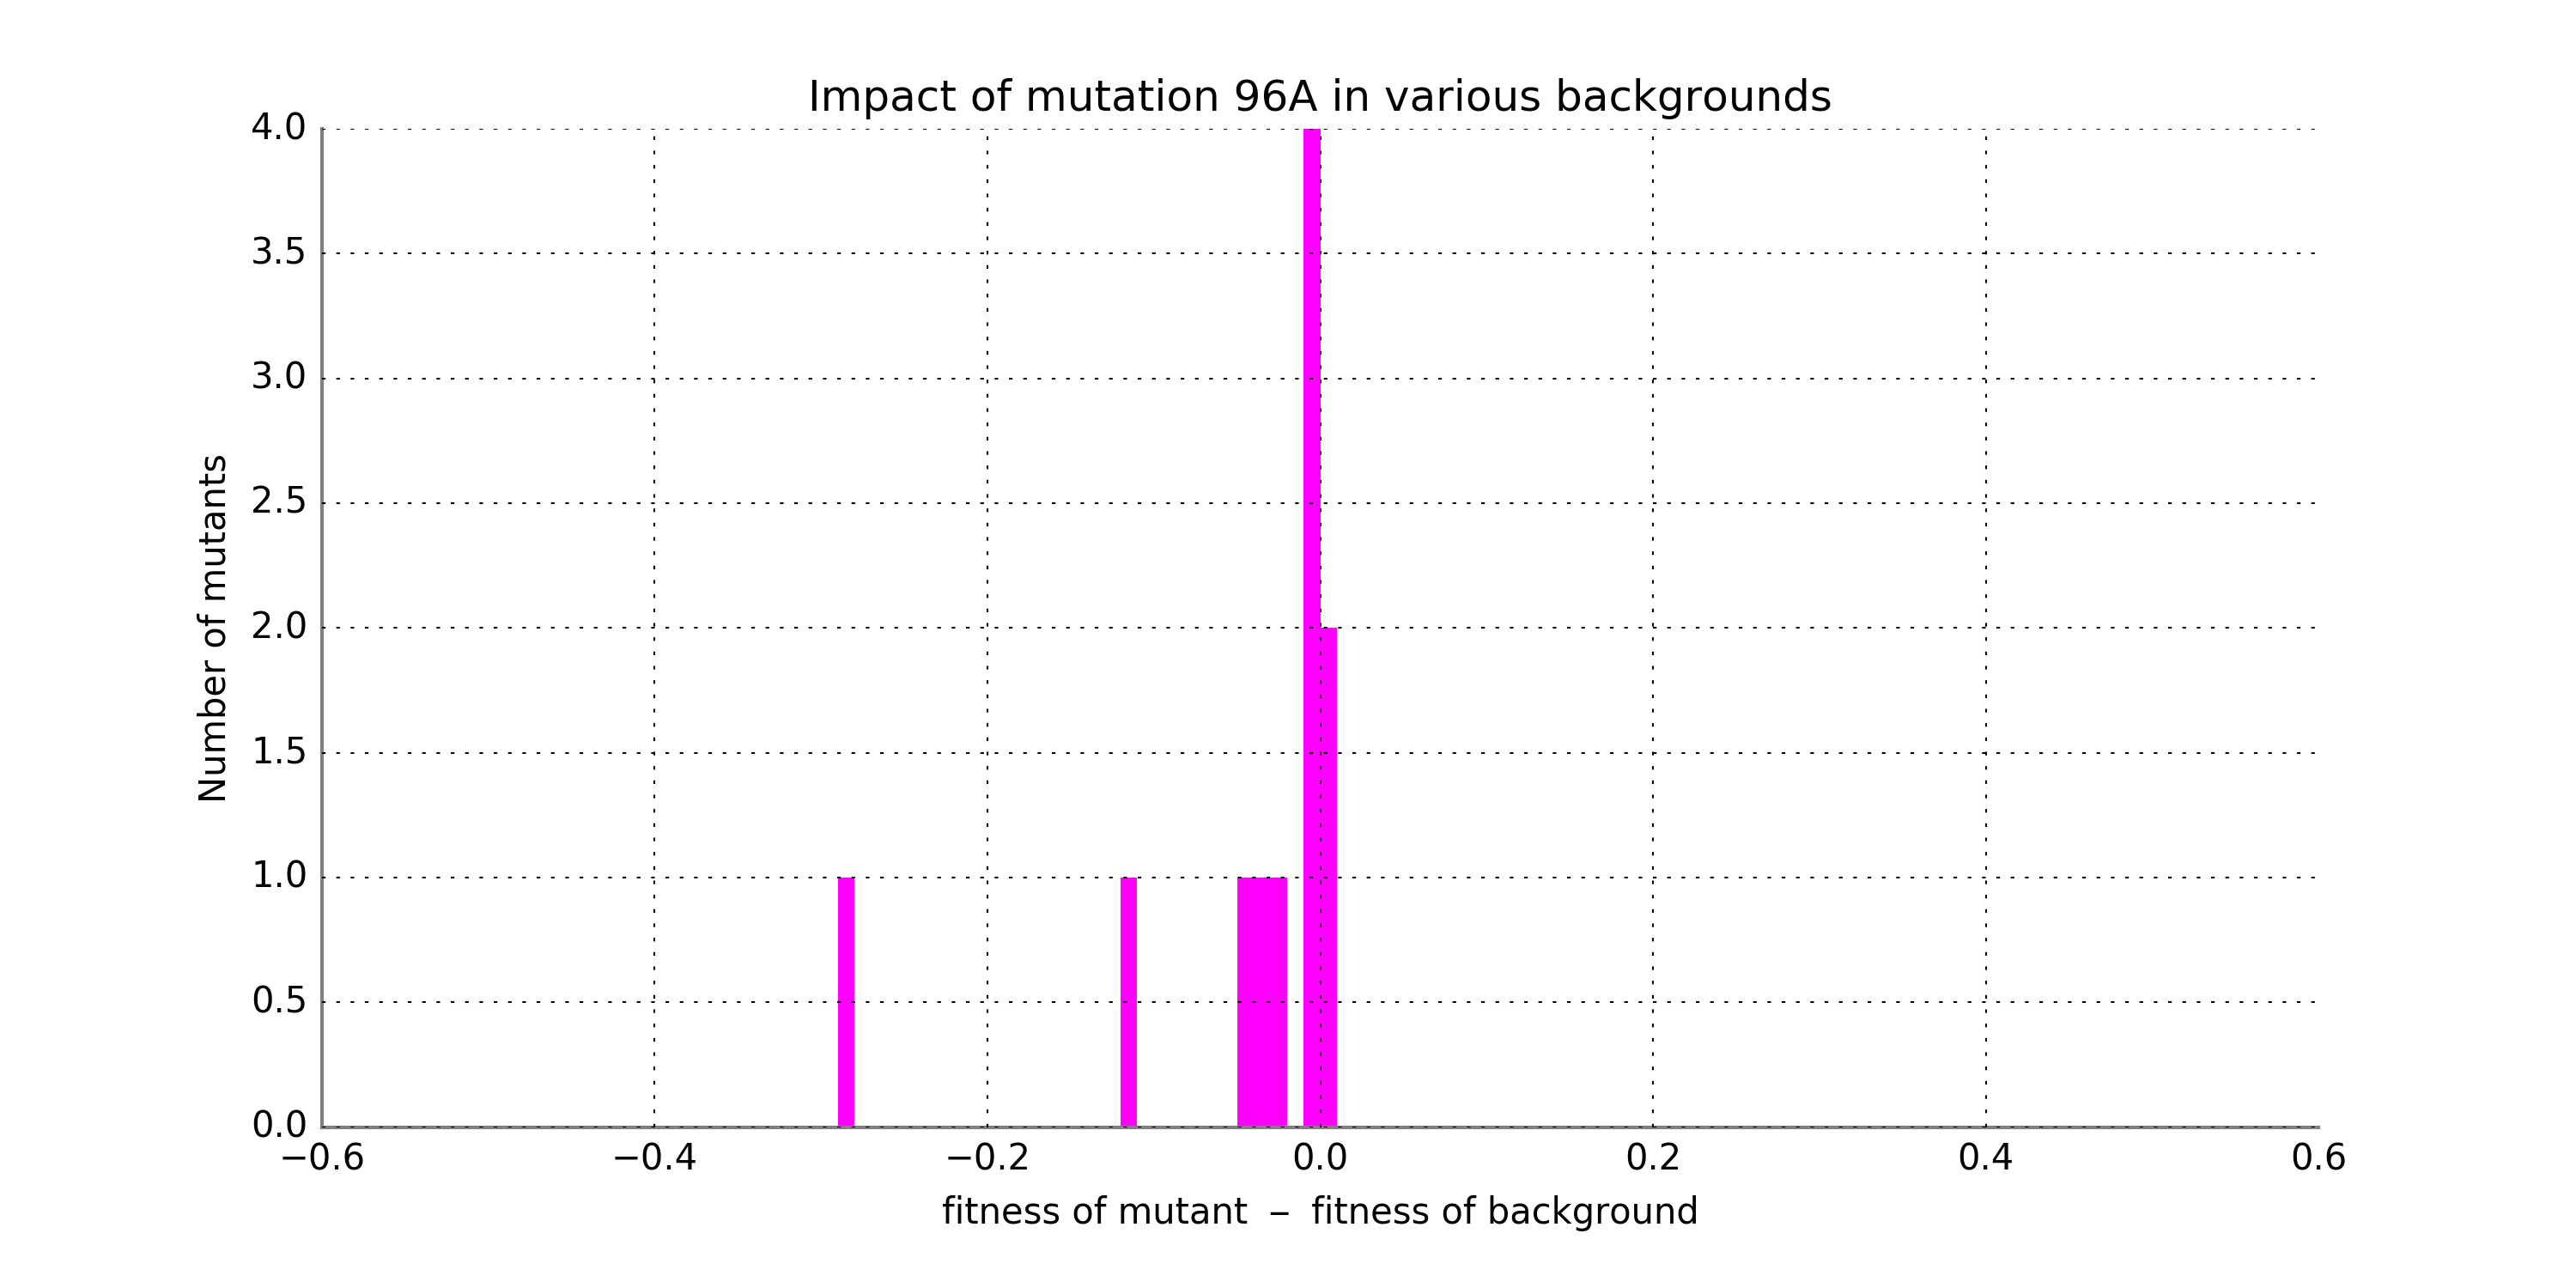 Impact of mutation 96A in various backgrounds
4.0
3.5
3.0
2.5
2.0
1.5
1.0
0.5
0.0
Number of mutants
−0.6 −0.4 −0.2 0.0 0.2 0.4 0.6
fitness of mutant − fitness of background